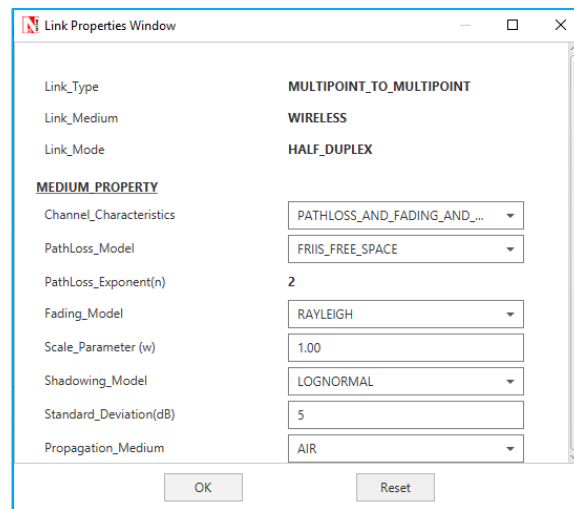 Link Properties Window
Link_Type MULTIPOINT_TO_MULTIPOINT
Link_Medium WIRELESS
Link_Mode HALF_DUPLEX
MEDIUM_PROPERTY
Channel_Characteristics PATHLOSS_AND_FADING_AND_...
PathLoss_Model FRIIS_FREE_SPACE
PathLoss_Exponent(n) 2
Fading_Model RAYLEIGH
Scale_Parameter (w) 1.00
Shadowing_Model LOGNORMAL
Standard_Deviation(dB) 5
Propagation_Medium AIR
OK Reset